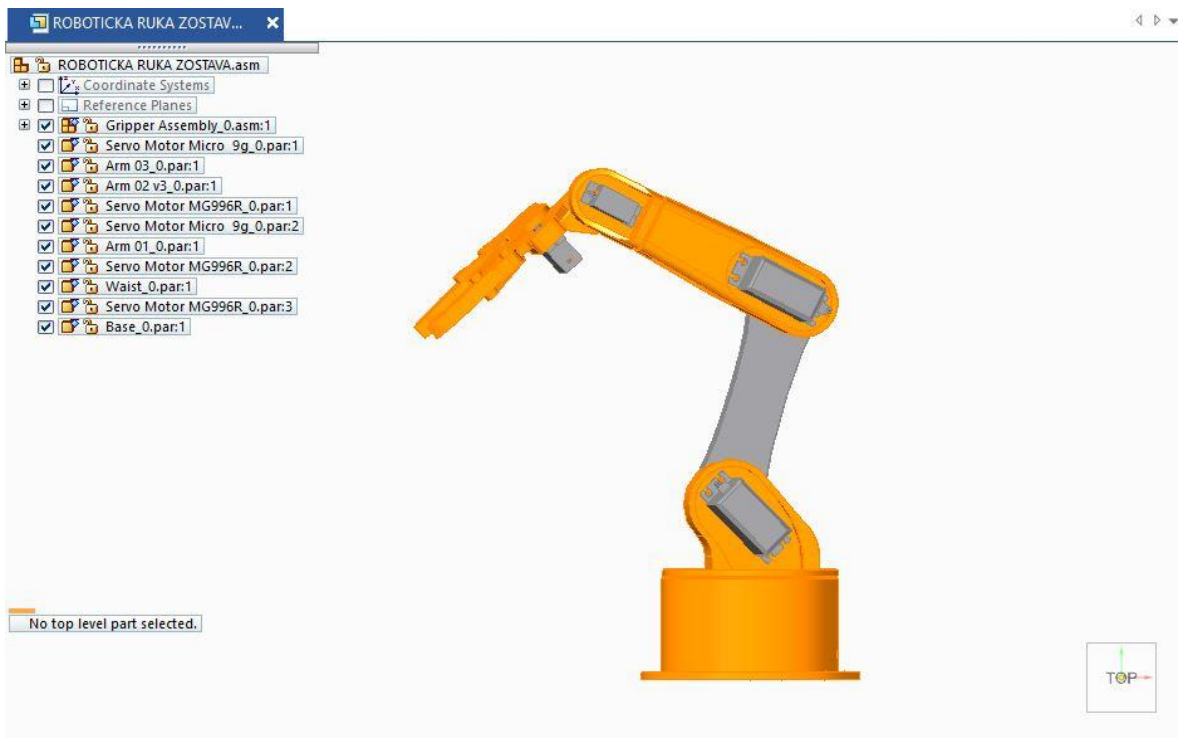 ROBOTICKA RUKA ZOSTAV...
ROBOTICKA RUKA ZOSTAVA.asm
Coordinate Systems
Reference Planes
Gripper Assembly_0.asm:1
Servo Motor Micro 9g_0.par:1
Arm 03_0.par:1
Arm 02 v3_0.par:1
Servo Motor MG996R_0.par:1
Servo Motor Micro 9g_0.par:2
Arm 01_0.par:1
Servo Motor MG996R_0.par:2
Waist_0.par:1
Servo Motor MG996R_0.par:3
Base_0.par:1
No top level part selected.
TOP